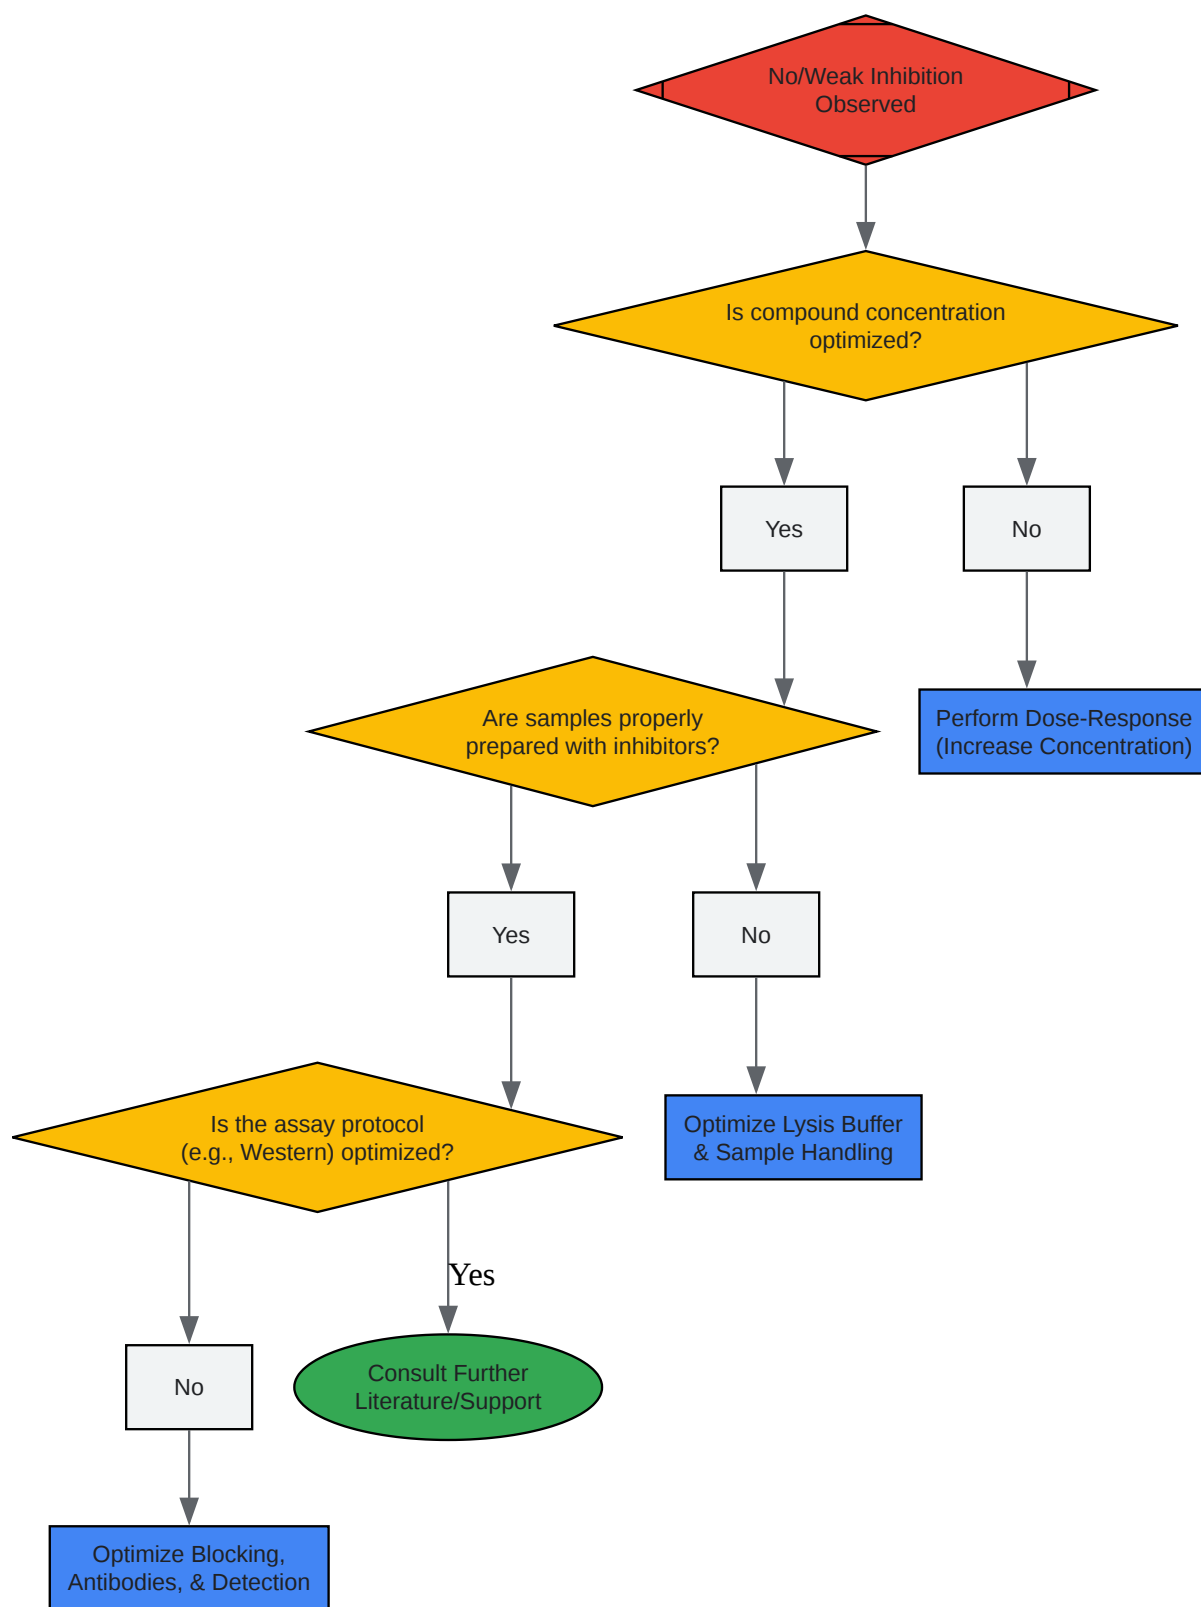 No/Weak Inhibition
Observed
Is compound concentration
optimized?
Yes
No
Are samples properly
prepared with inhibitors?
Perform Dose-Response
(Increase Concentration)
Yes
No
Is the assay protocol
(e.g., Western) optimized?
Optimize Lysis Buffer
& Sample Handling
Yes
No
Consult Further
Literature/Support
Optimize Blocking,
Antibodies, & Detection